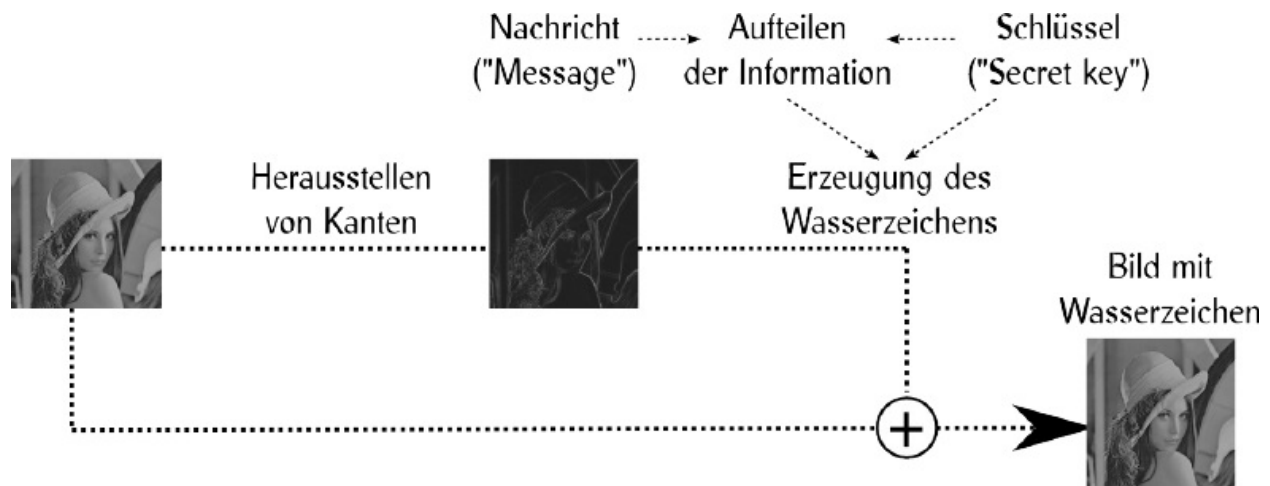 Nachricht
("Message")
Aufteilen
der Information
Schlüssel
("Secret key")
Herausstellen
von Kanten
Erzeugung des
Wasserzeichens
Bild mit
Wasserzeichen
+